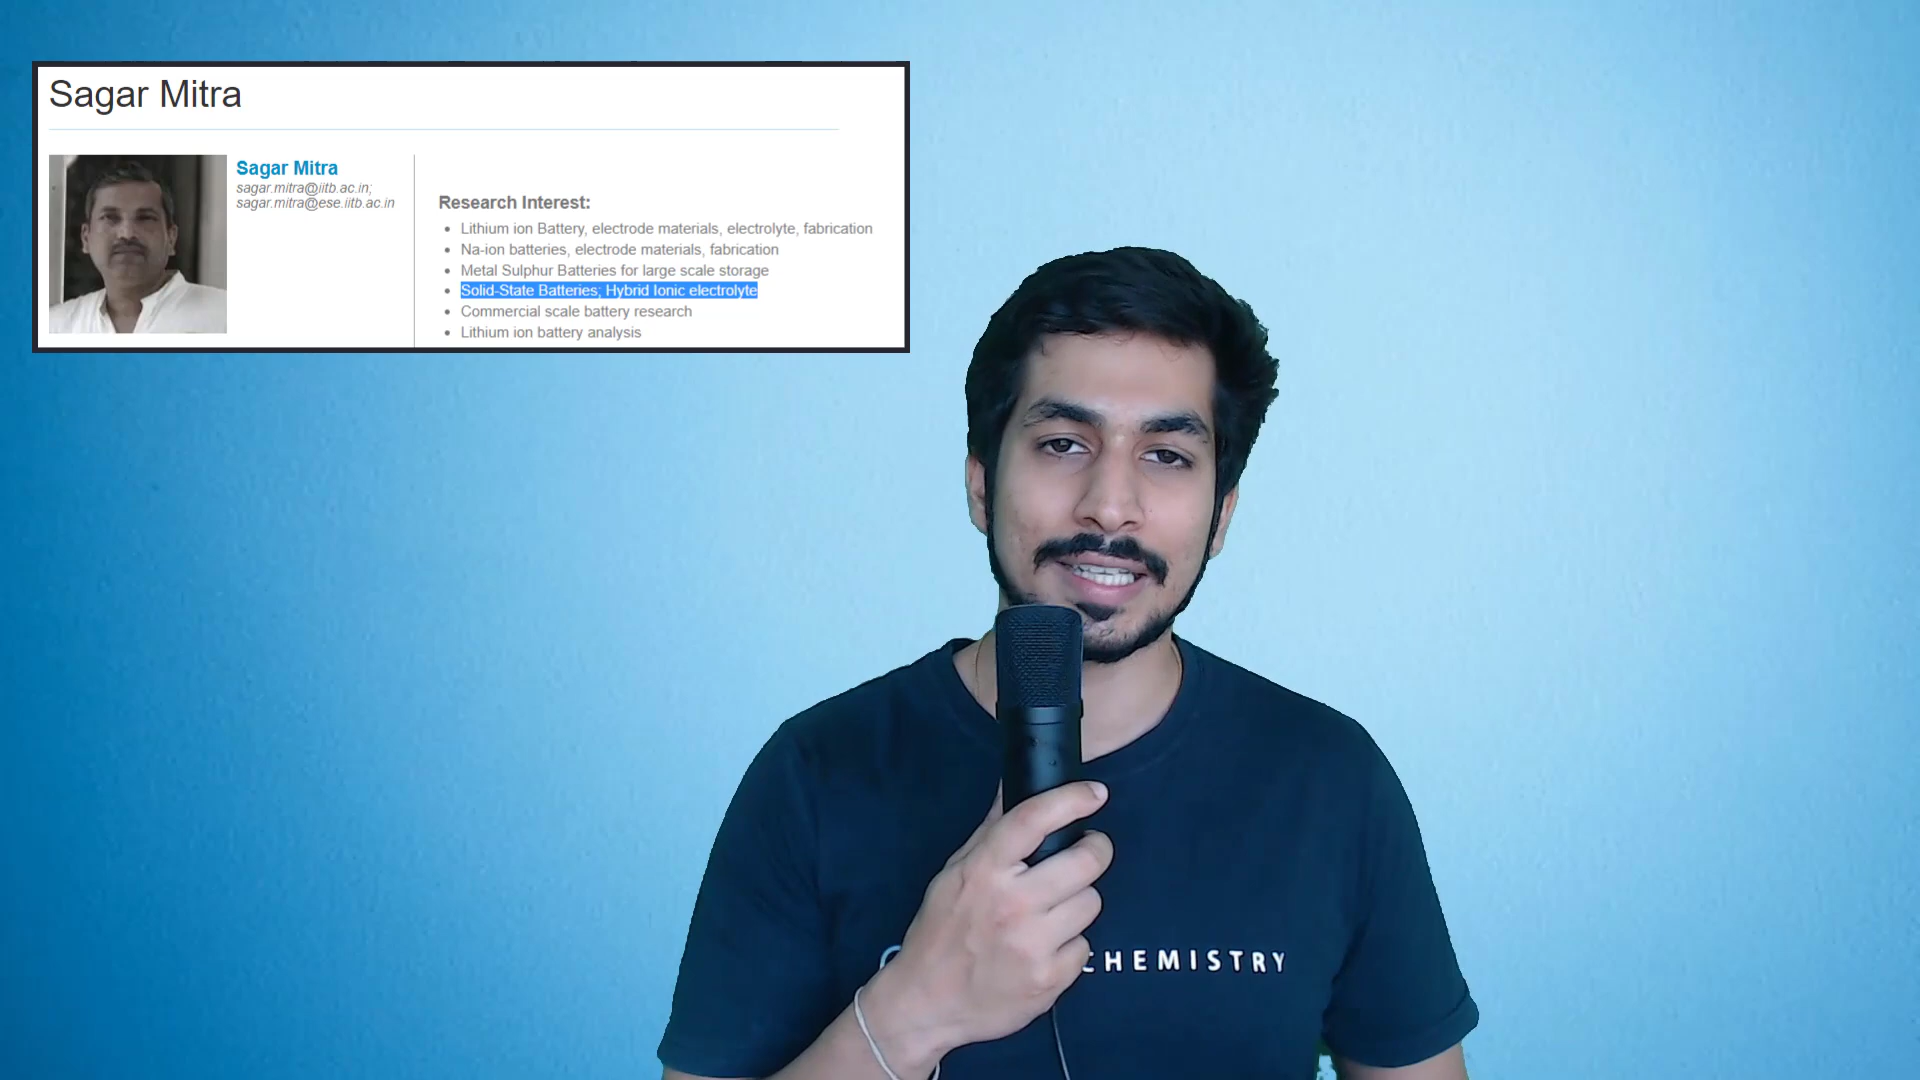 Sagar Mitra
Sagar Mitra
sagar.mitra@iitb.ac.in;
sagar.mitra@ese.iitb.ac.in
Research Interest:
Lithium ion Battery, electrode materials, electrolyte, fabrication
Na-ion batteries, electrode materials, fabrication
Metal Sulphur Batteries for large scale storage
Solid-State Batteries; Hybrid Ionic electrolyte
Commercial scale battery research
Lithium ion battery analysis
CHEMISTRY